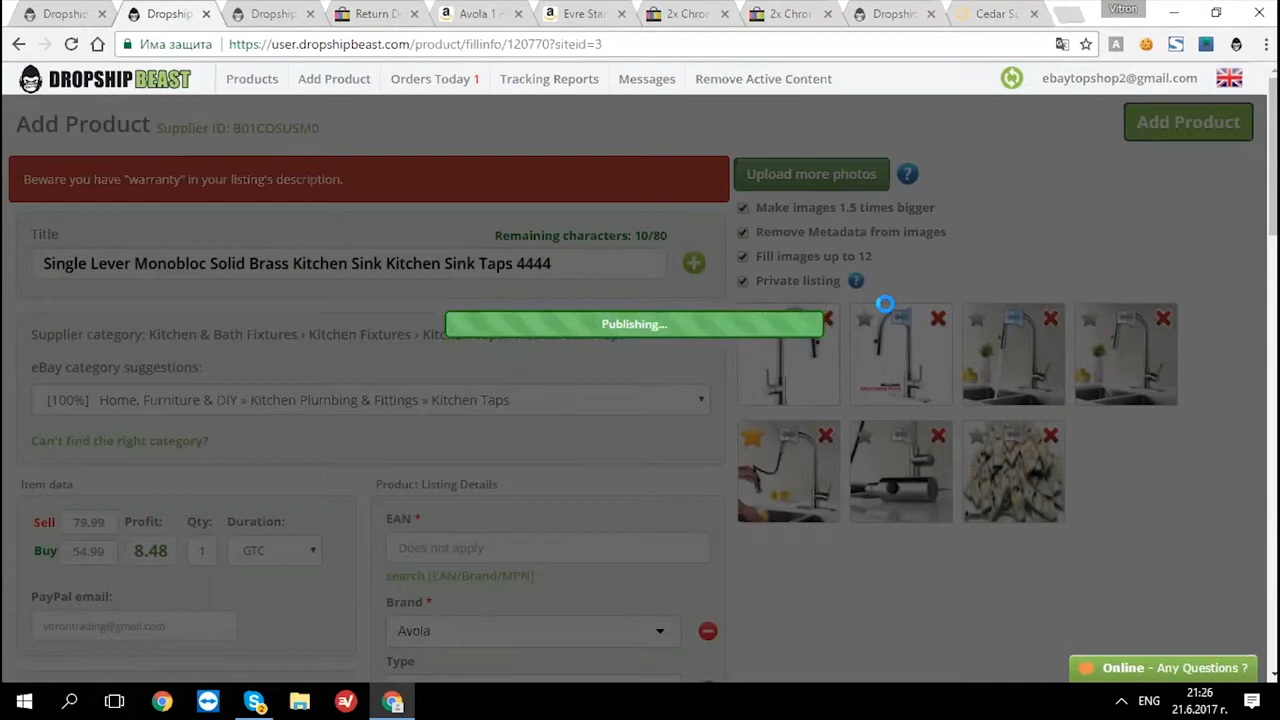 Dropship
Dropship
Dropship
Return D
Avola 1
Evre Sta
2x Chro
2x Chro
Dropship
Cedar Su
Vitron
Има защита
https://user.dropshipbeast.com/product/fillinfo/120770?siteid=3
DROPSHIPBEAST
Products
Add Product
Orders Today 1
Tracking Reports
Messages
Remove Active Content
ebaytopshop2@gmail.com
Add Product Supplier ID: B01COSUSM0
Add Product
Beware you have "warranty" in your listing's description.
Upload more photos
Make images 1.5 times bigger
Remove Metadata from images
Fill images up to 12
Private listing
Title
Remaining characters: 10/80
Single Lever Monobloc Solid Brass Kitchen Sink Kitchen Sink Taps 4444
Publishing...
Supplier category: Kitchen & Bath Fixtures › Kitchen Fixtures ›
eBay category suggestions:
[100%] Home, Furniture & DIY » Kitchen Plumbing & Fittings » Kitchen Taps
Can't find the right category?
Item data
Sell 79.99 Profit: Qty: Duration:
Buy 54.99 8.48 1 GTC
PayPal email:
vitrontrading@gmail.com
Product Listing Details
EAN *
Does not apply
search [EAN/Brand/MPN]
Brand *
Avola
Type
Online - Any Questions ?
ЕНГ
21:26
21.6.2017 г.